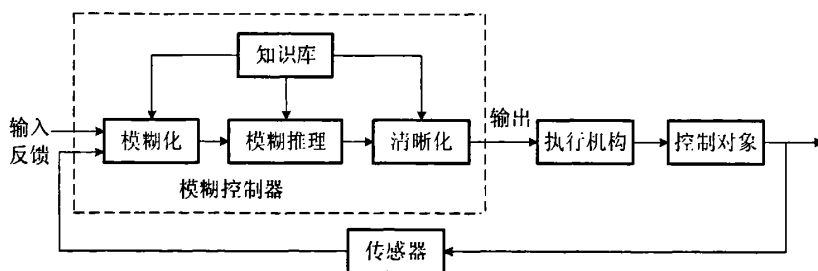 知识库
输入
反馈
模糊化
模糊推理
清晰化
输出
执行机构
控制对象
模糊控制器
传感器